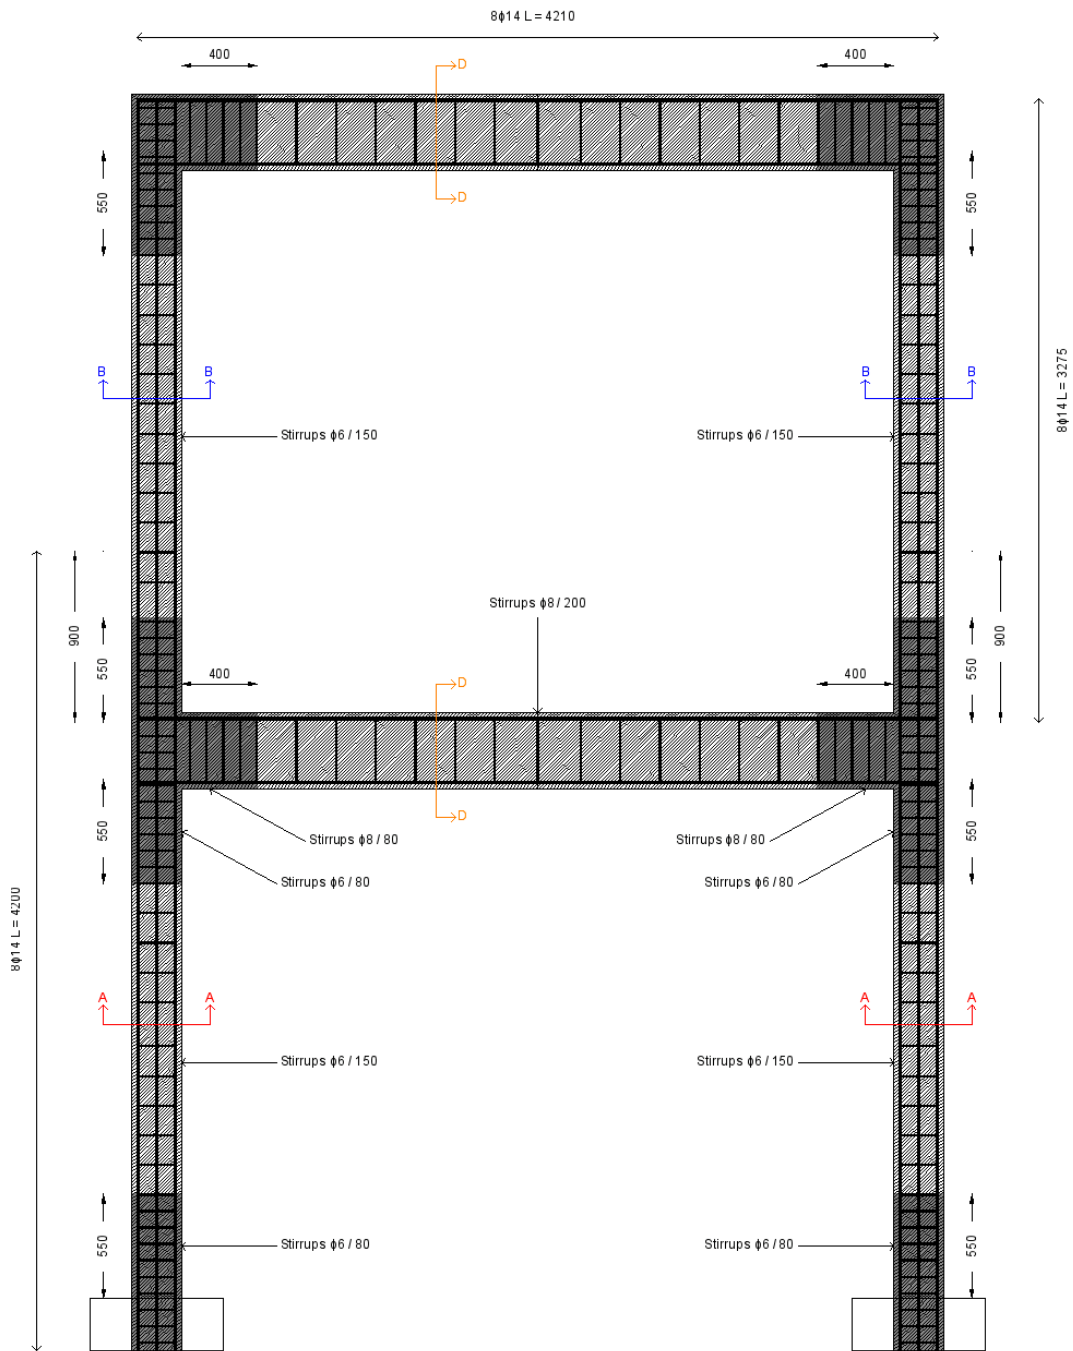 8ϕ14 L = 4210
400
400
D
D
550
550
8ϕ14 L = 3275
B
B
B
B
Stirrups ϕ6 / 150
Stirrups ϕ6 / 150
Stirrups ϕ8 / 200
900
900
550
550
400
400
D
D
550
550
Stirrups ϕ8 / 80
Stirrups ϕ8 / 80
Stirrups ϕ6 / 80
Stirrups ϕ6 / 80
8ϕ14 L = 4200
A
A
A
A
Stirrups ϕ6 / 150
Stirrups ϕ6 / 150
550
550
Stirrups ϕ6 / 80
Stirrups ϕ6 / 80